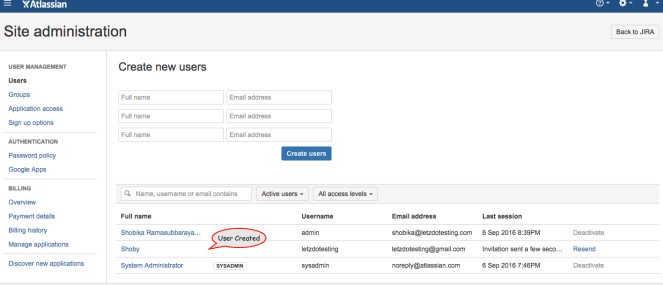 Atlassian
Site administration
Back to JIRA
USER MANAGEMENT
Users
Groups
Application access
Sign up options
AUTHENTICATION
Password policy
Google Apps
BILLING
Overview
Payment details
Billing history
Manage applications
Discover new applications
Create new users
Full name Email address
Full name Email address
Full name Email address
Create users
Name, username or email contains Active users All access levels
Full name Username Email address Last session
Shobika Ramasubbaraya... admin shobika@letzdotesting.com 6 Sep 2016 8:39PM Deactivate
User Created
Shoby letzdotesting letzdotesting@gmail.com Invitation sent a few seco... Resend
System Administrator SYSADMIN sysadmin noreply@atlassian.com 6 Sep 2016 7:46PM Deactivate